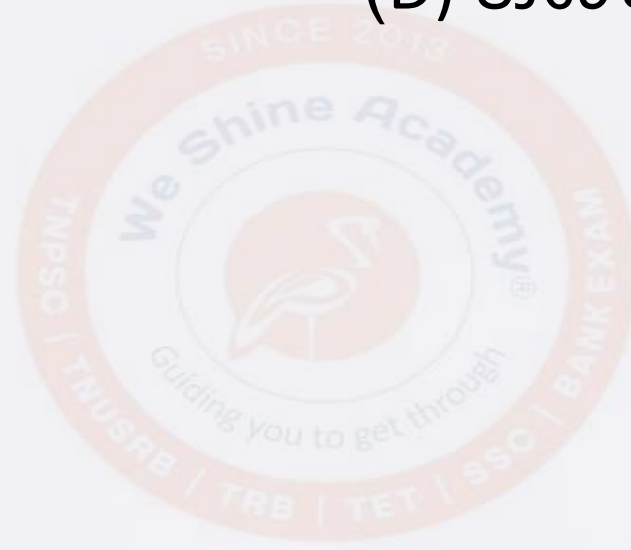 (D)
SINCE 2013
We Shine Academy®
Guiding you to get through
TNPSC | TNUSRB | TRB | TET | SSC | BANK EXAM